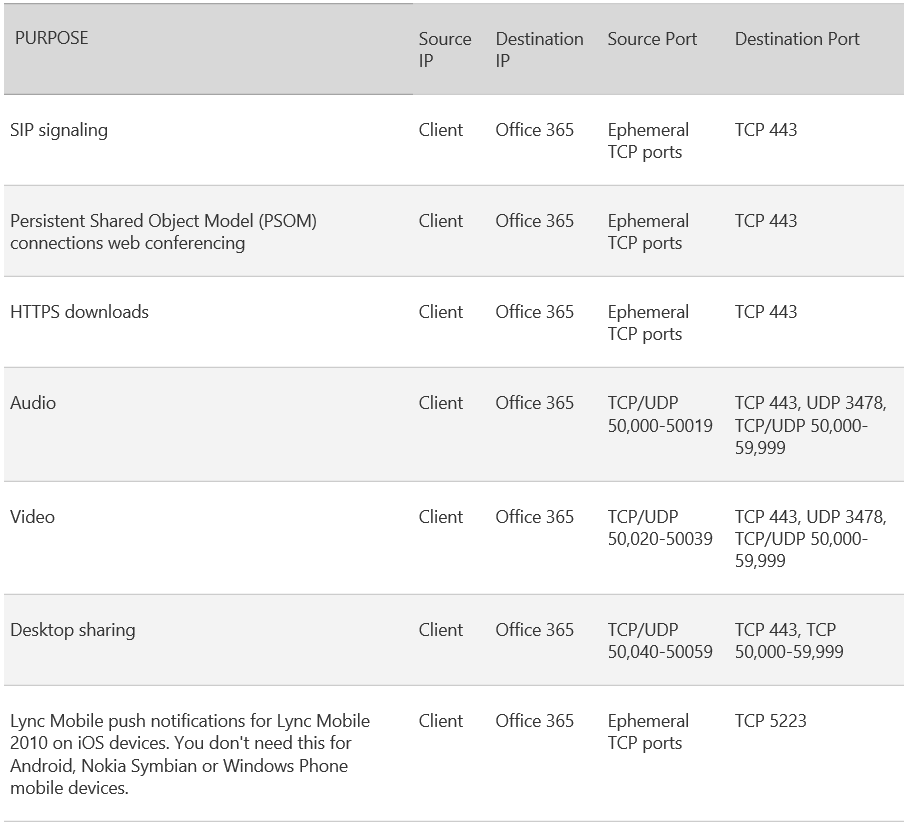 PURPOSE
Source IP
Destination IP
Source Port
Destination Port
SIP signaling
Client
Office 365
Ephemeral
TCP ports
TCP 443
Persistent Shared Object Model (PSOM)
connections web conferencing
Client
Office 365
Ephemeral
TCP ports
TCP 443
HTTPS downloads
Client
Office 365
Ephemeral
TCP ports
TCP 443
Audio
Client
Office 365
TCP/UDP
50,000-50019
TCP 443, UDP 3478,
TCP/UDP 50,000-
59,999
Video
Client
Office 365
TCP/UDP
50,020-50039
TCP 443, UDP 3478,
TCP/UDP 50,000-
59,999
Desktop sharing
Client
Office 365
TCP/UDP
50,040-50059
TCP 443, TCP
50,000-59,999
Lync Mobile push notifications for Lync Mobile
2010 on iOS devices. You don't need this for
Android, Nokia Symbian or Windows Phone
mobile devices.
Client
Office 365
Ephemeral
TCP ports
TCP 5223